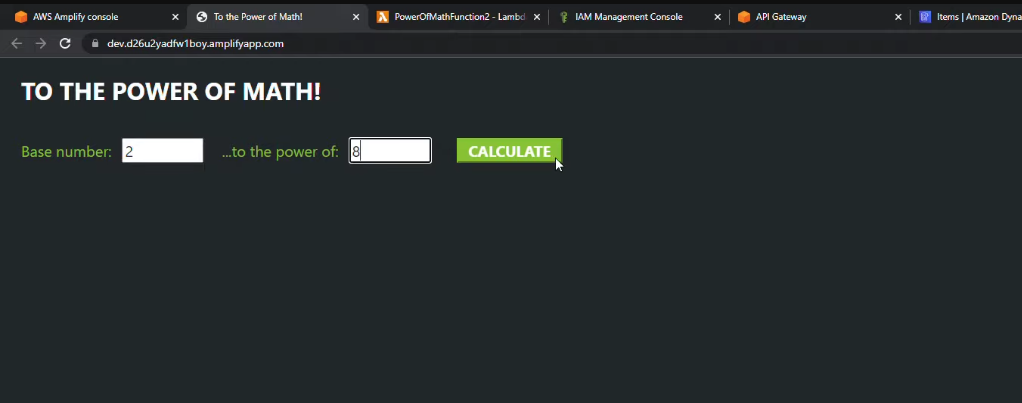 AWS Amplify console
To the Power of Math!
PowerOfMathFunction2 - Lambd
IAM Management Console
API Gateway
Items | Amazon Dyna
dev.d26u2yadfw1boy.amplifyapp.com
TO THE POWER OF MATH!
Base number: 2 ...to the power of: 8 CALCULATE